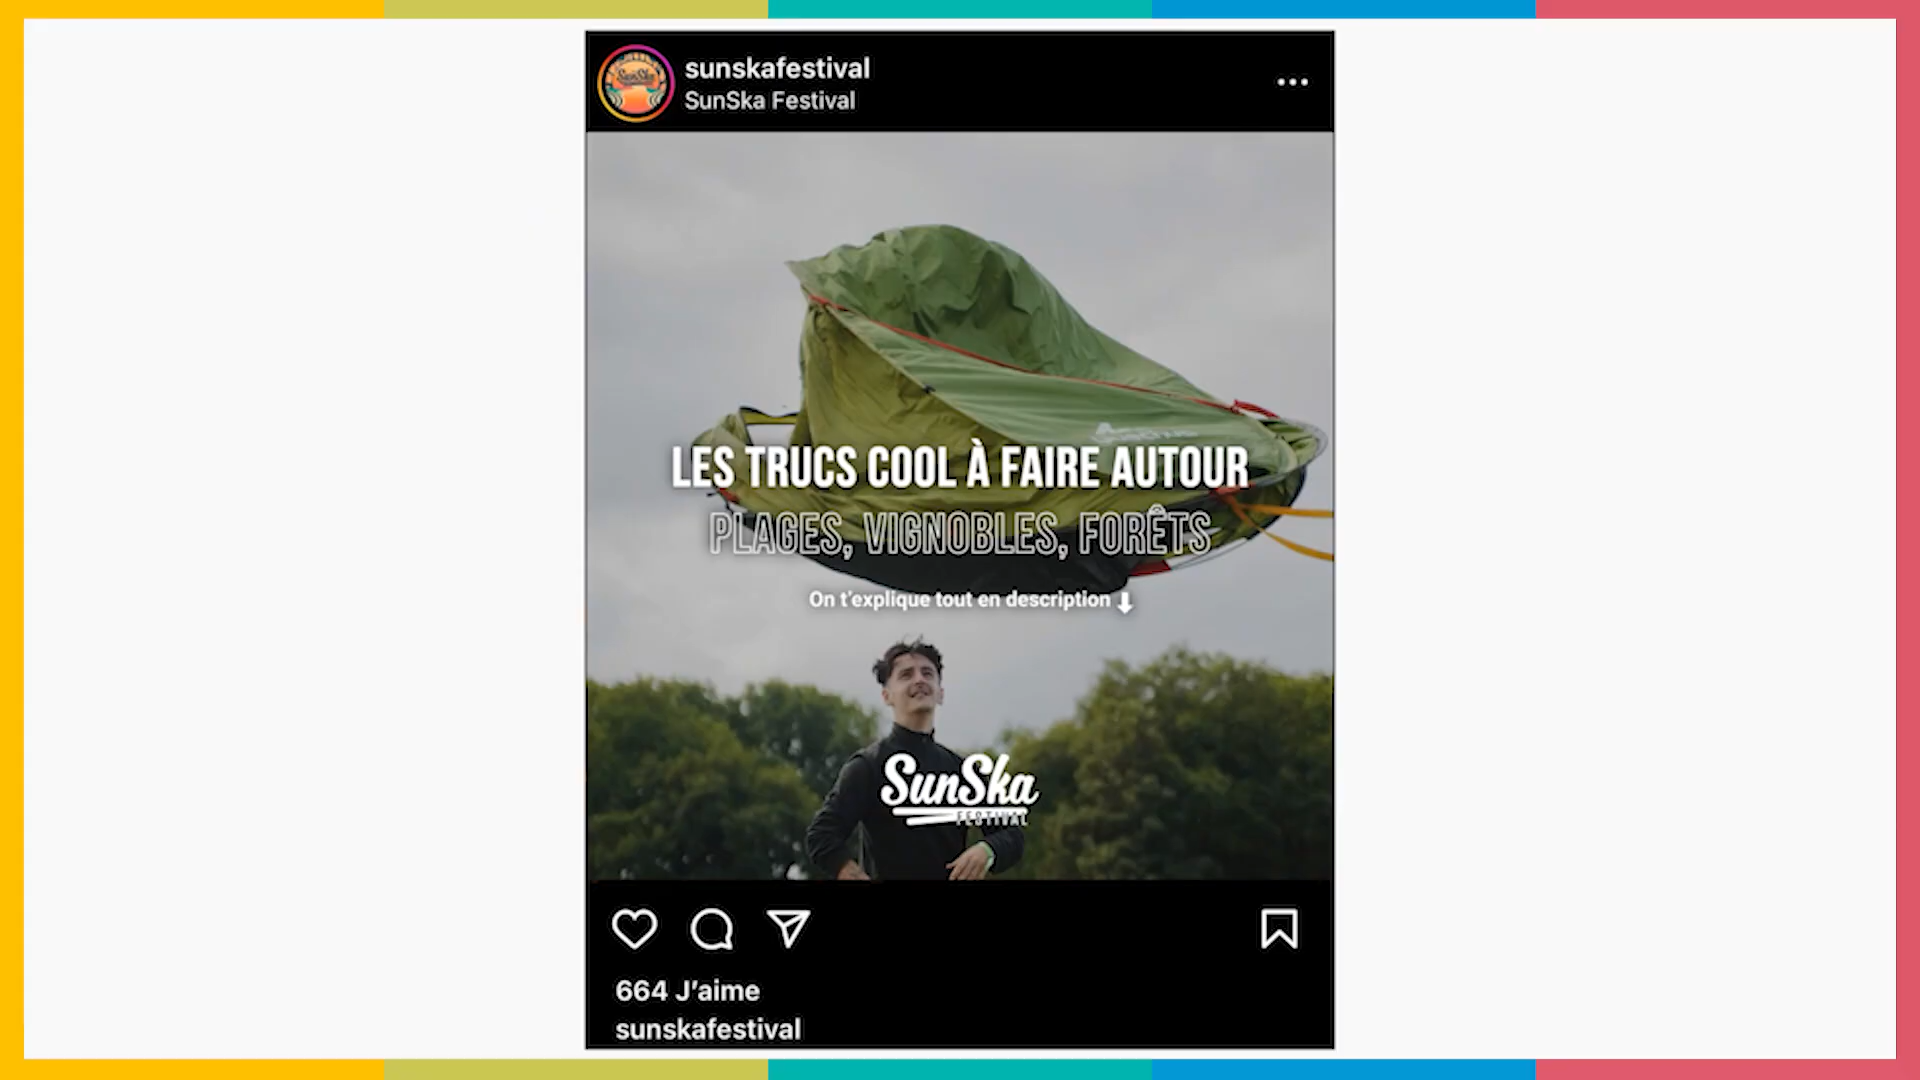 sunskafestival
SunSka Festival
LES TRUCS COOL À FAIRE AUTOUR
PLAGES, VIGNOBLES, FORÊTS
On t'explique tout en description ⬇
SunSka
FESTIVAL
664 J'aime
sunskafestival